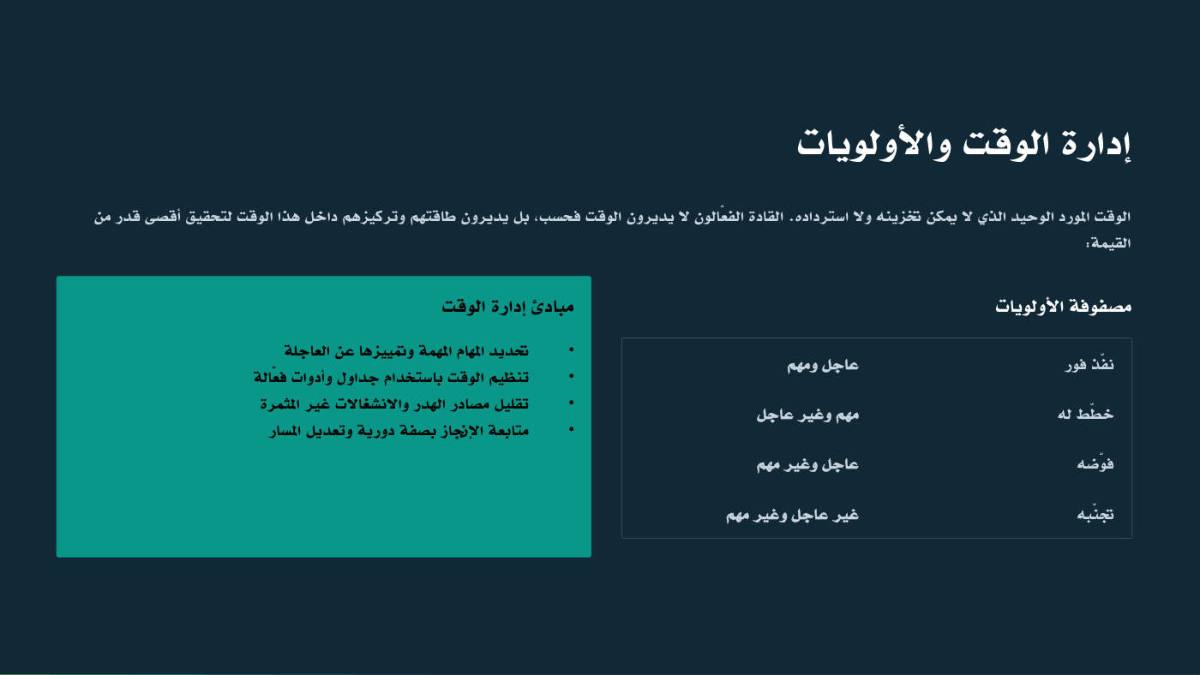 إدارة الوقت والأولويات
الوقت المورد الوحيد الذي لا يمكن تخزينه ولا استرداده. القادة الفعّالون لا يديرون الوقت فحسب، بل يديرون طاقتهم وتركيزهم داخل هذا الوقت لتحقيق أقصى قدر من
القيمة:
مصفوفة الأولويات
نفّذ فور عاجل ومهم
خطّط له مهم وغير عاجل
فوّضه عاجل وغير مهم
تجنّبه غير عاجل وغير مهم
مبادئ إدارة الوقت
• تحديد المهام المهمة وتمييزها عن العاجلة
• تنظيم الوقت باستخدام جداول وأدوات فعّالة
• تقليل مصادر الهدر والانشغالات غير المثمرة
• متابعة الإنجاز بصفة دورية وتعديل المسار